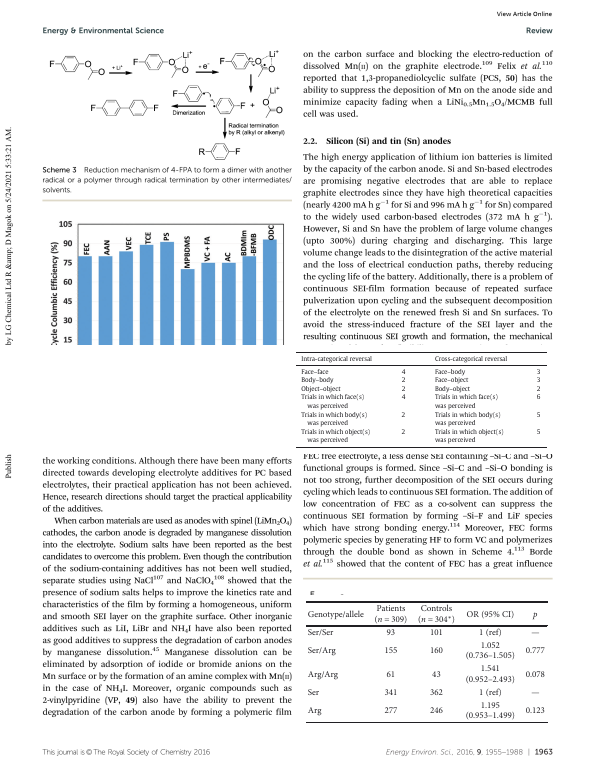 View Article Online
Energy & Environmental Science
Review
by LG Chemical Ltd R &amp; D Magok on 5/24/2021 5:33:21 AM.
Publish
F
O
O
+ Li⁺
F
O
O
Li⁺
+ e⁻
F
O
O
Li⁺
F
F
Dimerization
F
F
+
Li⁺
O
O
Radical termination
by R (alkyl or alkenyl)
R
F
Scheme 3 Reduction mechanism of 4-FPA to form a dimer with another
radical or a polymer through radical termination by other intermediates/
solvents.
ycle Columbic Efficiency (%)
105
90
75
60
45
30
15
FEC
AAN
VEC
TCE
PS
MPBDMS
VC + FA
AC
BDMIm
-BFMB
ODC
the working conditions. Although there have been many efforts
directed towards developing electrolyte additives for PC based
electrolytes, their practical application has not been achieved.
Hence, research directions should target the practical applicability
of the additives.
When carbon materials are used as anodes with spinel (LiMn₂O₄)
cathodes, the carbon anode is degraded by manganese dissolution
into the electrolyte. Sodium salts have been reported as the best
candidates to overcome this problem. Even though the contribution
of the sodium-containing additives has not been well studied,
separate studies using NaCl¹⁰⁷ and NaClO₄¹⁰⁸ showed that the
presence of sodium salts helps to improve the kinetics rate and
characteristics of the film by forming a homogeneous, uniform
and smooth SEI layer on the graphite surface. Other inorganic
additives such as LiI, LiBr and NH₄I have also been reported
as good additives to suppress the degradation of carbon anodes
by manganese dissolution.⁴⁵ Manganese dissolution can be
eliminated by adsorption of iodide or bromide anions on the
Mn surface or by the formation of an amine complex with Mn(II)
in the case of NH₄I. Moreover, organic compounds such as
2-vinylpyridine (VP, 49) also have the ability to prevent the
degradation of the carbon anode by forming a polymeric film
on the carbon surface and blocking the electro-reduction of
dissolved Mn(II) on the graphite electrode.¹⁰⁹ Felix et al.¹¹⁰
reported that 1,3-propanediolcyclic sulfate (PCS, 50) has the
ability to suppress the deposition of Mn on the anode side and
minimize capacity fading when a LiNi₀.₅Mn₁.₅O₄/MCMB full
cell was used.
2.2. Silicon (Si) and tin (Sn) anodes
The high energy application of lithium ion batteries is limited
by the capacity of the carbon anode. Si and Sn-based electrodes
are promising negative electrodes that are able to replace
graphite electrodes since they have high theoretical capacities
(nearly 4200 mA h g⁻¹ for Si and 996 mA h g⁻¹ for Sn) compared
to the widely used carbon-based electrodes (372 mA h g⁻¹).
However, Si and Sn have the problem of large volume changes
(upto 300%) during charging and discharging. This large
volume change leads to the disintegration of the active material
and the loss of electrical conduction paths, thereby reducing
the cycling life of the battery. Additionally, there is a problem of
continuous SEI-film formation because of repeated surface
pulverization upon cycling and the subsequent decomposition
of the electrolyte on the renewed fresh Si and Sn surfaces. To
avoid the stress-induced fracture of the SEI layer and the
resulting continuous SEI growth and formation, the mechanical
Intra-categorical reversal Cross-categorical reversal
Face–face 4 Face–body 3
Body–body 2 Face–object 3
Object–object 2 Body–object 2
Trials in which face(s) 4 Trials in which face(s) 6
was perceived was perceived
Trials in which body(s) 2 Trials in which body(s) 5
was perceived was perceived
Trials in which object(s) 2 Trials in which object(s) 5
was perceived was perceived
FEC free electrolyte, a less dense SEI containing –Si–C and –Si–O
functional groups is formed. Since –Si–C and –Si–O bonding is
not too strong, further decomposition of the SEI occurs during
cycling which leads to continuous SEI formation. The addition of
low concentration of FEC as a co-solvent can suppress the
continuous SEI formation by forming –Si–F and LiF species
which have strong bonding energy.¹¹⁴ Moreover, FEC forms
polymeric species by generating HF to form VC and polymerizes
through the double bond as shown in Scheme 4.¹¹³ Borde
et al.¹¹⁵ showed that the content of FEC has a great influence
Genotype/allele Patients (n = 309) Controls (n = 304*) OR (95% CI) p
Ser/Ser 93 101 1 (ref) —
Ser/Arg 155 160 1.052 (0.736–1.505) 0.777
Arg/Arg 61 43 1.541 (0.952–2.493) 0.078
Ser 341 362 1 (ref) —
Arg 277 246 1.195 (0.953–1.499) 0.123
This journal is © The Royal Society of Chemistry 2016
Energy Environ. Sci., 2016, 9, 1955–1988 | 1963